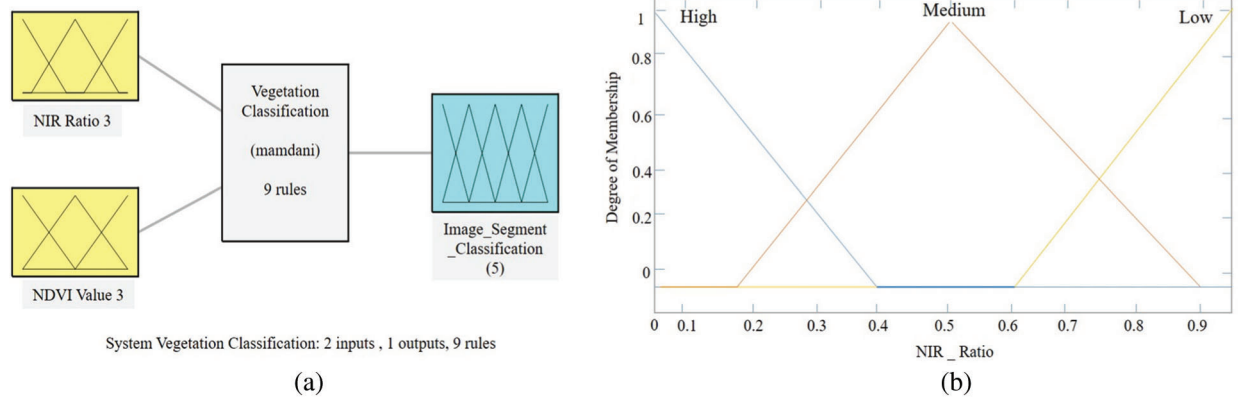 NIR Ratio 3
NDVI Value 3
Vegetation
Classification
(mamdani)
9 rules
Image_Segment
_Classification
(5)
System Vegetation Classification: 2 inputs , 1 outputs, 9 rules
(a)
High
Medium
Low
Degree of Membership
1
0.8
0.6
0.4
0.2
0
0 0.1 0.2 0.3 0.4 0.5 0.6 0.7 0.8 0.9
NIR _ Ratio
(b)